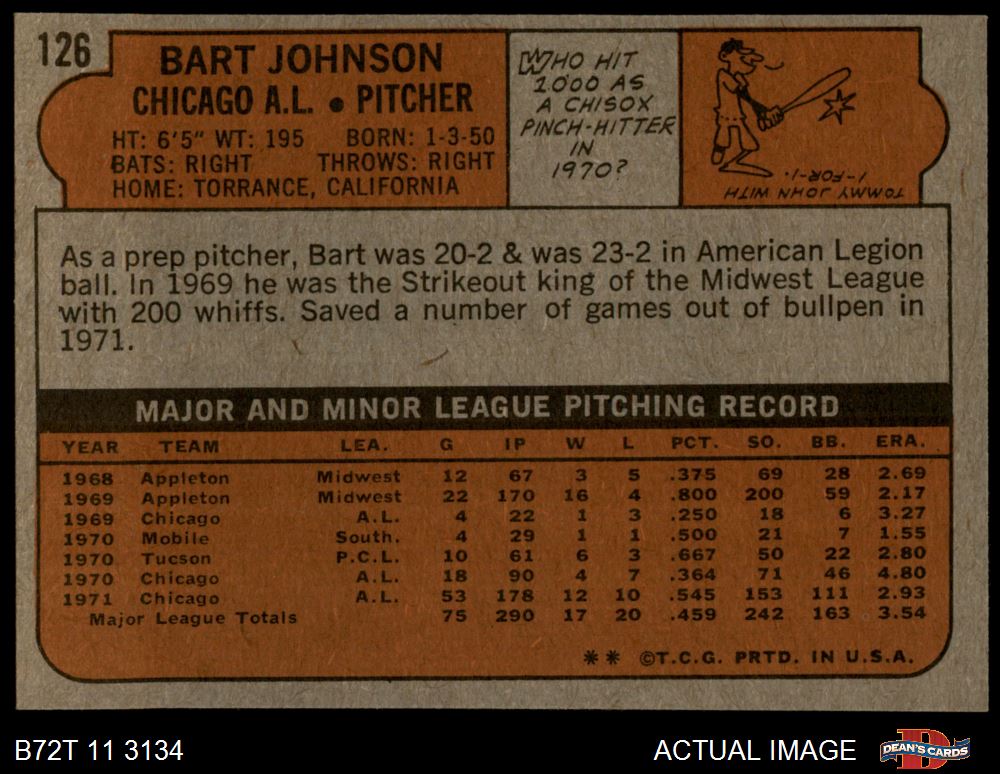 126
BART JOHNSON
CHICAGO A.L. • PITCHER
HT: 6'5" WT: 195 BORN: 1-3-50
BATS: RIGHT THROWS: RIGHT
HOME: TORRANCE, CALIFORNIA
WHO HIT
1.000 AS
A CHISOX
PINCH-HITTER
IN
1970?
TOMMY JOHN WITH
1-FOR-1.
As a prep pitcher, Bart was 20-2 & was 23-2 in American Legion
ball. In 1969 he was the Strikeout king of the Midwest League
with 200 whiffs. Saved a number of games out of bullpen in
1971.
MAJOR AND MINOR LEAGUE PITCHING RECORD
YEAR TEAM LEA. G IP W L PCT. SO. BB. ERA.
1968 Appleton Midwest 12 67 3 5 .375 69 28 2.69
1969 Appleton Midwest 22 170 16 4 .800 200 59 2.17
1969 Chicago A.L. 4 22 1 3 .250 18 6 3.27
1970 Mobile South. 4 29 1 1 .500 21 7 1.55
1970 Tucson P.C.L. 10 61 6 3 .667 50 22 2.80
1970 Chicago A.L. 18 90 4 7 .364 71 46 4.80
1971 Chicago A.L. 53 178 12 10 .545 153 111 2.93
Major League Totals 75 290 17 20 .459 242 163 3.54
** ©T.C.G. PRTD. IN U.S.A.
B72T 11 3134 ACTUAL IMAGE DEAN'S CARDS